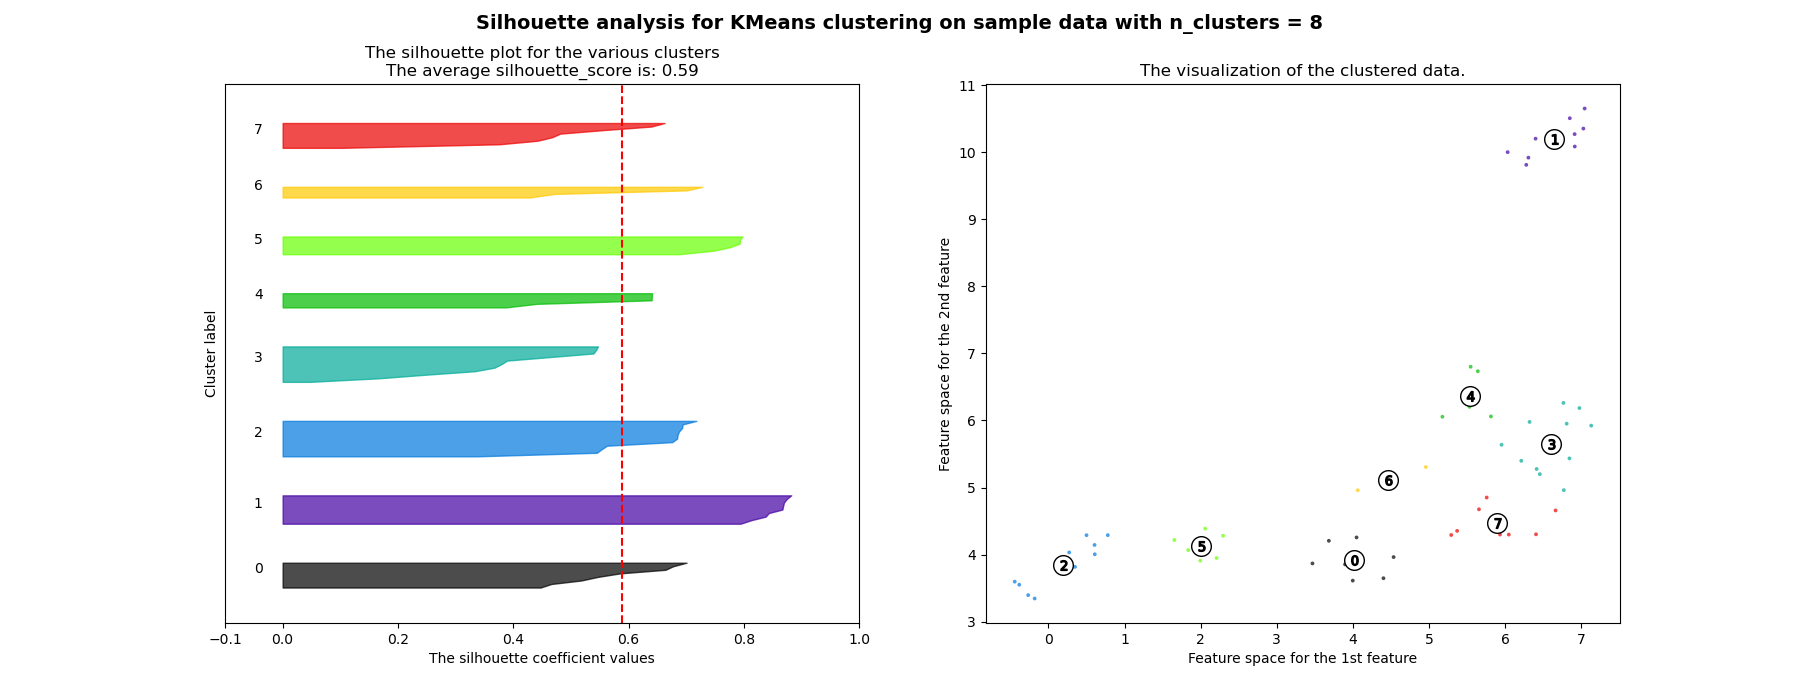 Silhouette analysis for KMeans clustering on sample data with n_clusters = 8
The silhouette plot for the various clusters
The average silhouette_score is: 0.59
7
6
5
4
3
2
1
0
Cluster label
−0.1 0.0 0.2 0.4 0.6 0.8 1.0
The silhouette coefficient values
The visualization of the clustered data.
11
10
9
8
7
6
5
4
3
2
Feature space for the 2nd feature
1
4
3
6
7
5
0
2
0 1 2 3 4 5 6 7
Feature space for the 1st feature